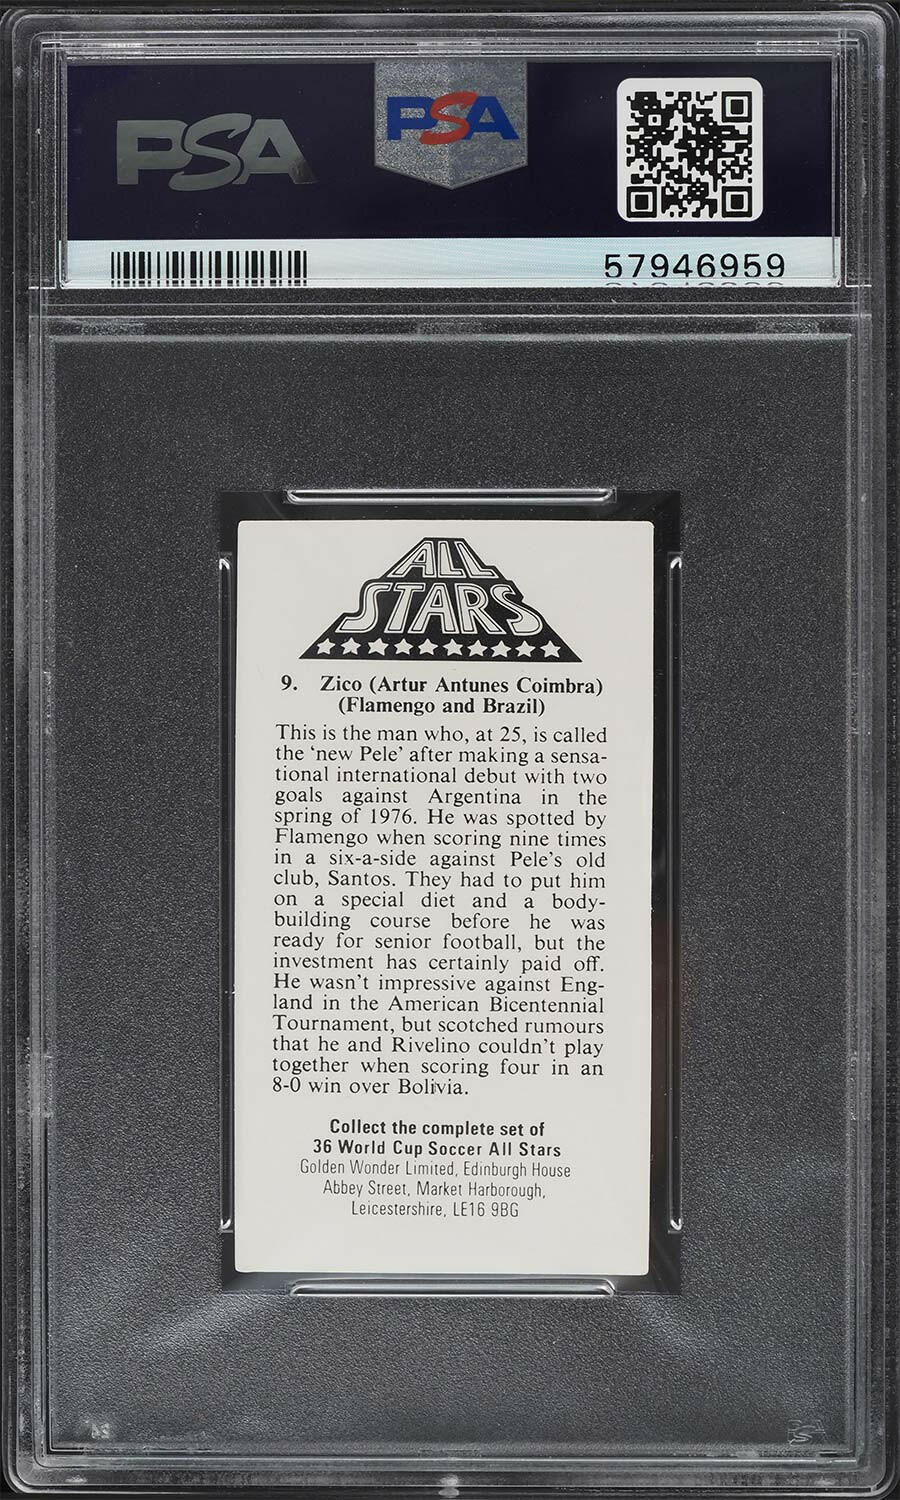 PSA
PSA
57946959
ALL
STARS
9. Zico (Artur Antunes Coimbra)
(Flamengo and Brazil)
This is the man who, at 25, is called
the ‘new Pele’ after making a sensa-
tional international debut with two
goals against Argentina in the
spring of 1976. He was spotted by
Flamengo when scoring nine times
in a six-a-side against Pele's old
club, Santos. They had to put him
on a special diet and a body-
building course before he was
ready for senior football, but the
investment has certainly paid off.
He wasn't impressive against Eng-
land in the American Bicentennial
Tournament, but scotched rumours
that he and Rivelino couldn't play
together when scoring four in an
8-0 win over Bolivia.
Collect the complete set of
36 World Cup Soccer All Stars
Golden Wonder Limited, Edinburgh House
Abbey Street, Market Harborough,
Leicestershire, LE16 9BG